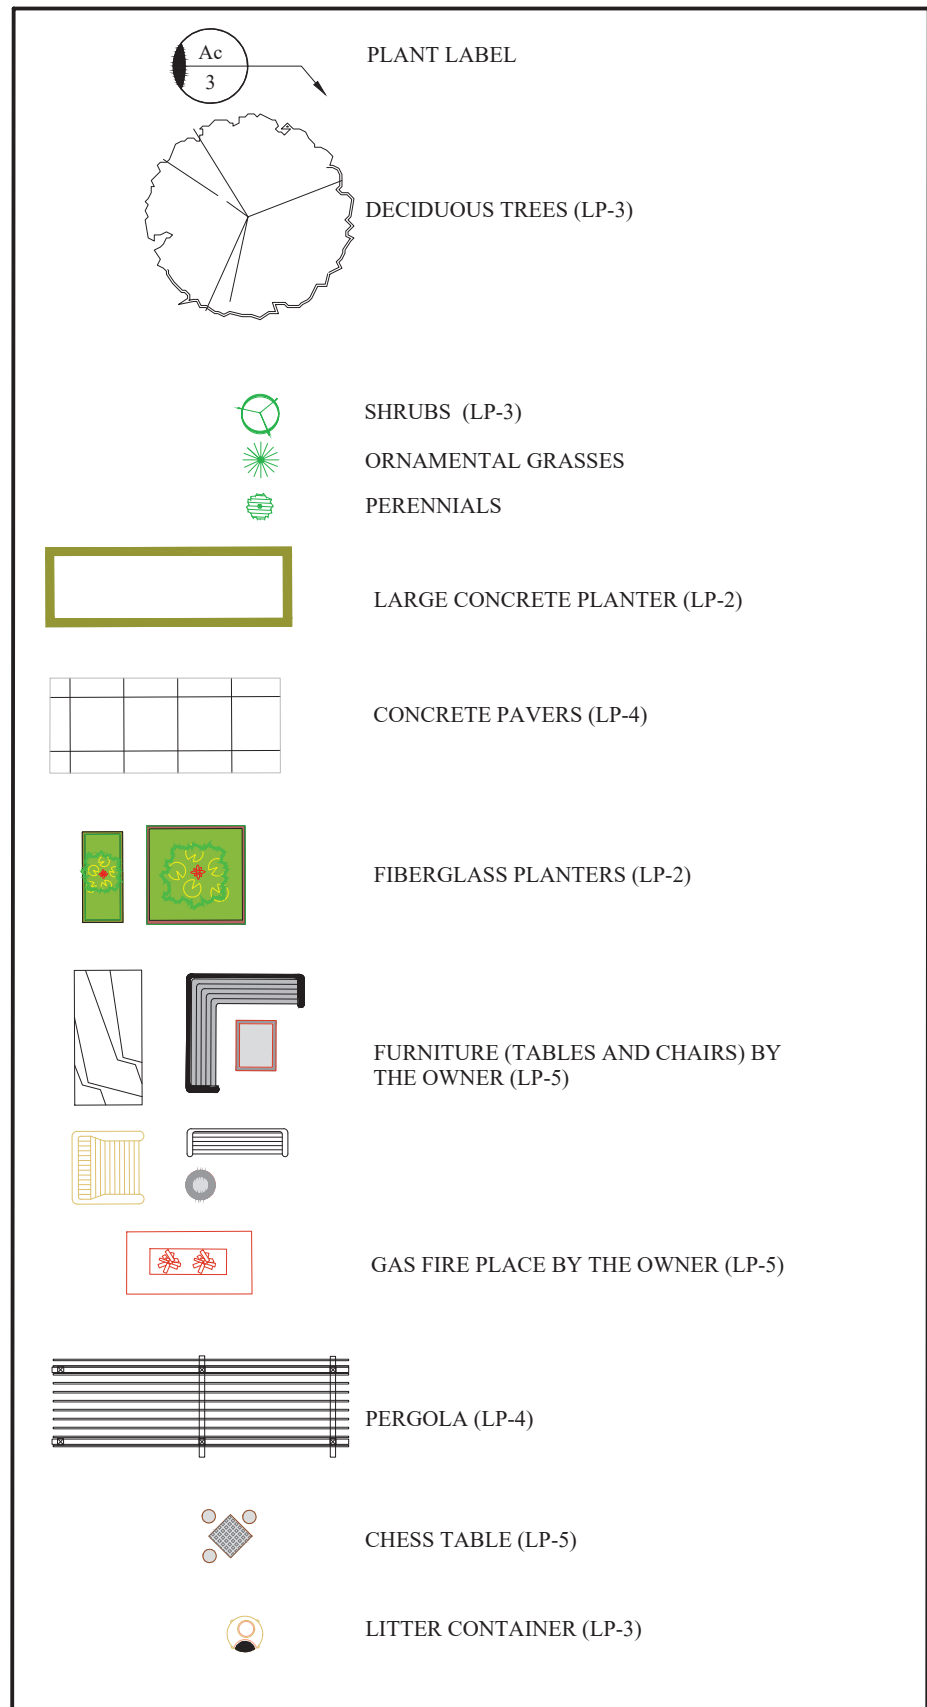 Ac
3
PLANT LABEL
DECIDUOUS TREES (LP-3)
SHRUBS (LP-3)
ORNAMENTAL GRASSES
PERENNIALS
LARGE CONCRETE PLANTER (LP-2)
CONCRETE PAVERS (LP-4)
FIBERGLASS PLANTERS (LP-2)
FURNITURE (TABLES AND CHAIRS) BY
THE OWNER (LP-5)
GAS FIRE PLACE BY THE OWNER (LP-5)
PERGOLA (LP-4)
CHESS TABLE (LP-5)
LITTER CONTAINER (LP-3)